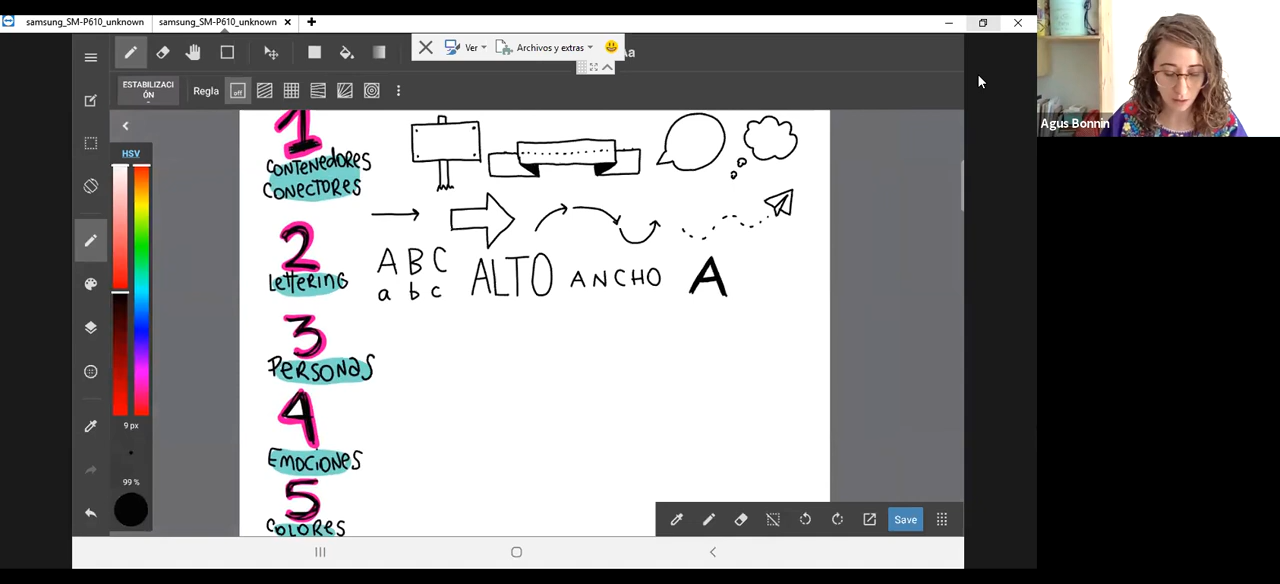 samsung_SM-P610_unknown
samsung_SM-P610_unknown
Ver
Archivos y extras
Aa
ESTABILIZACI
ÓN
Regla
off
HSV
9 px
99 %
Agus Bonnin
1
CONTENEDORES
CONECTORES
2
LETTERING
A B C
a b c
ALTO
ANCHO
A
3
PERSONAS
4
EMOCIONES
5
COLORES
Save